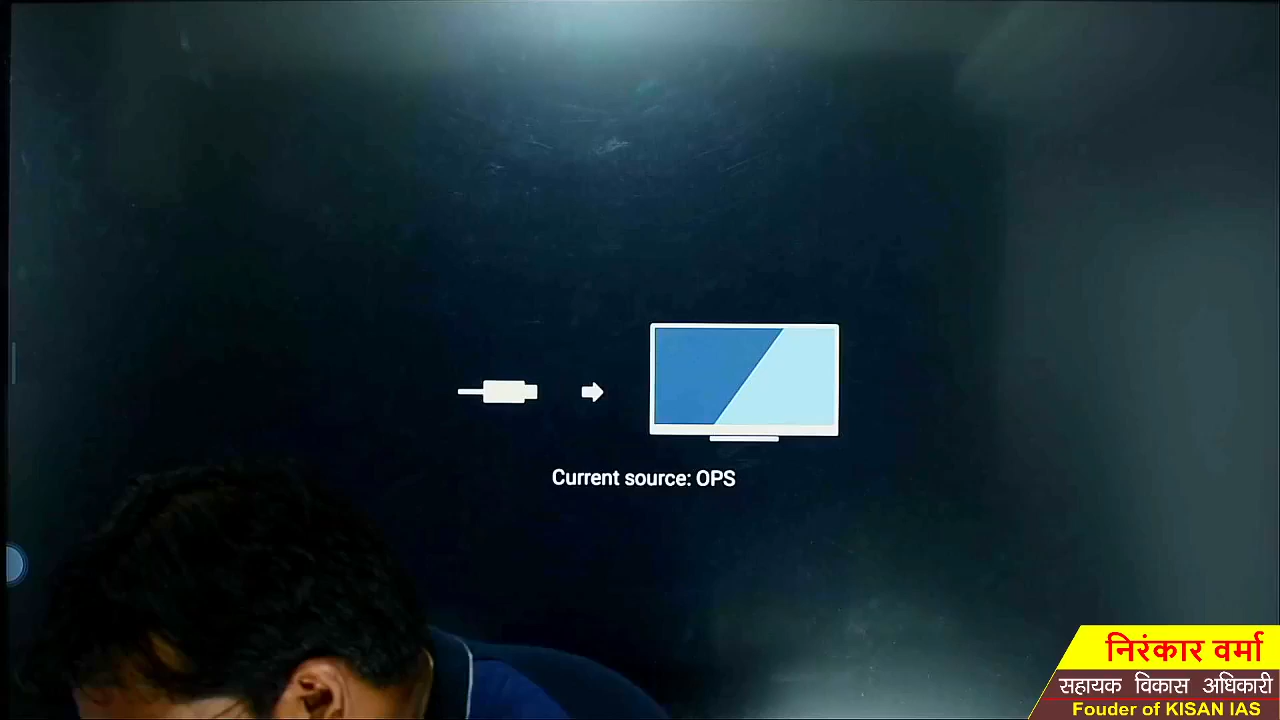 Current source: OPS
निरंकार वर्मा
सहायक विकास अधिकारी
Fouder of KISAN IAS